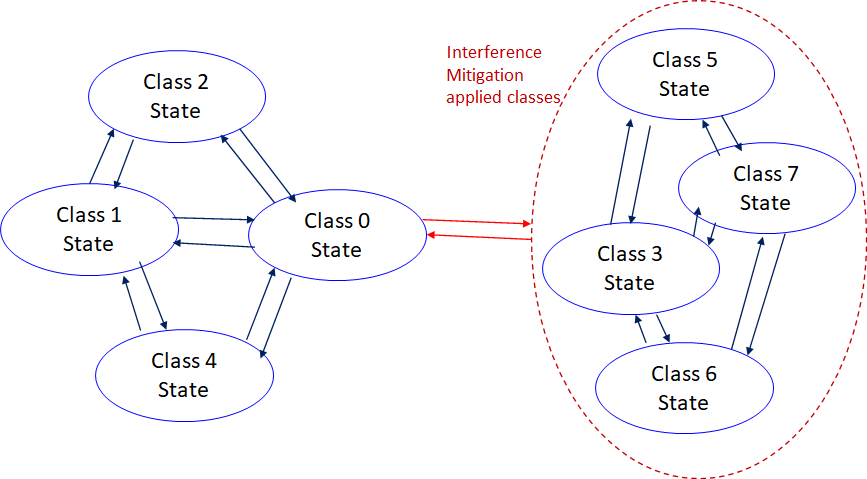 Class 2
State
Class 1
State
Class 0
State
Class 4
State
Interference
Mitigation
applied classes
Class 5
State
Class 7
State
Class 3
State
Class 6
State